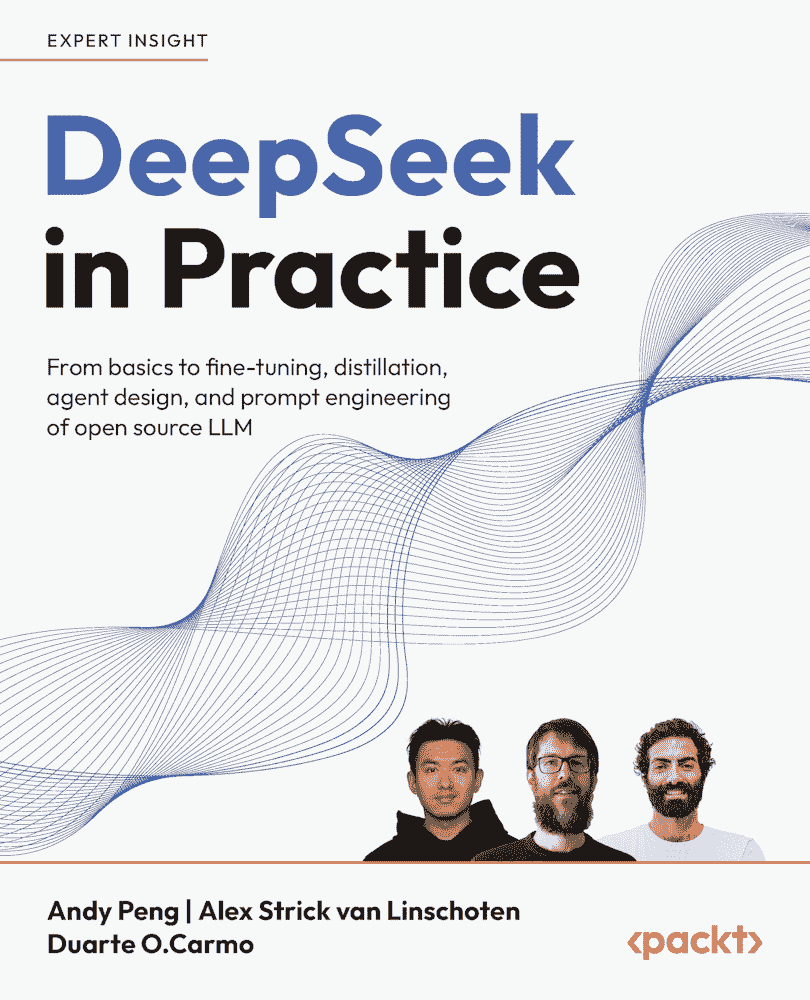 EXPERT INSIGHT
DeepSeek
in Practice
From basics to fine-tuning, distillation,
agent design, and prompt engineering
of open source LLM
Andy Peng | Alex Strick van Linschoten
Duarte O.Carmo
<packt>